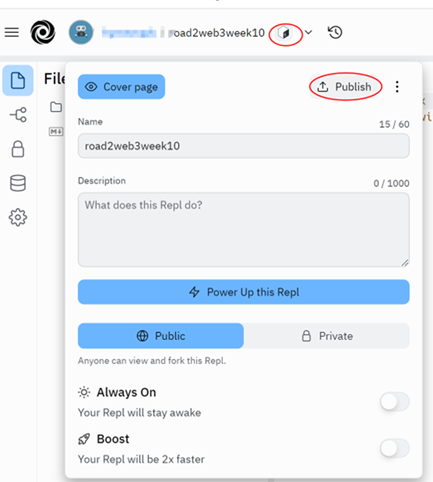 road2web3week10
File
Cover page
Publish
Name
15 / 60
road2web3week10
wi
Description
0 / 1000
What does this Repl do?
Power Up this Repl
Public
Private
Anyone can view and fork this Repl.
Always On
Your Repl will stay awake
Boost
Your Repl will be 2x faster